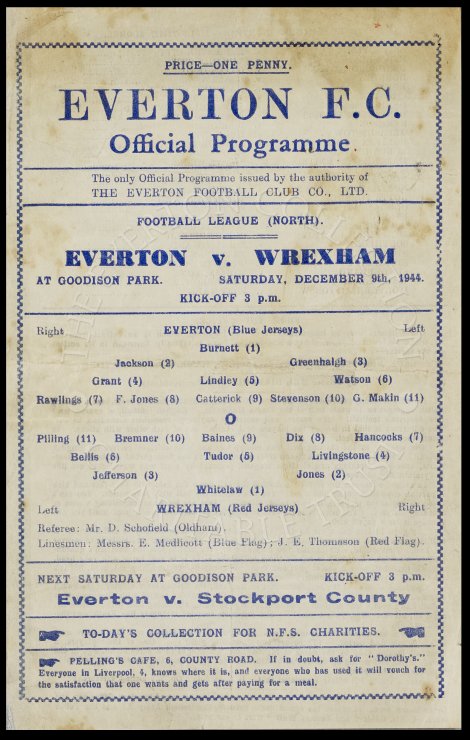 PRICE—ONE PENNY.
EVERTON F.C.
Official Programme.
The only Official Programme issued by the authority of
THE EVERTON FOOTBALL CLUB CO., LTD.
FOOTBALL LEAGUE (NORTH).
EVERTON v. WREXHAM
AT GOODISON PARK. SATURDAY, DECEMBER 9th, 1944.
KICK-OFF 3 p.m.
Right EVERTON (Blue Jerseys) Left
Burnett (1)
Jackson (2) Greenhalgh (3)
Grant (4) Lindley (5) Watson (6)
Rawlings (7) F. Jones (8) Catterick (9) Stevenson (10) G. Makin (11)
O
Pilling (11) Bremner (10) Baines (9) Dix (8) Hancocks (7)
Bellis (6) Tudor (5) Livingstone (4)
Jefferson (3) Jones (2)
Whitelaw (1)
Left WREXHAM (Red Jerseys) Right
Referee: Mr. D. Schofield (Oldham).
Linesmen: Messrs. E. Medlicott (Blue Flag); J. E. Thomason (Red Flag).
NEXT SATURDAY AT GOODISON PARK. KICK-OFF 3 p.m.
Everton v. Stockport County
TO-DAY'S COLLECTION FOR N.F.S. CHARITIES.
PELLING'S CAFE, 6, COUNTY ROAD. If in doubt, ask for "Dorothy's."
Everyone in Liverpool, 4, knows where it is, and everyone who has used it will vouch for
the satisfaction that one wants and gets after paying for a meal.